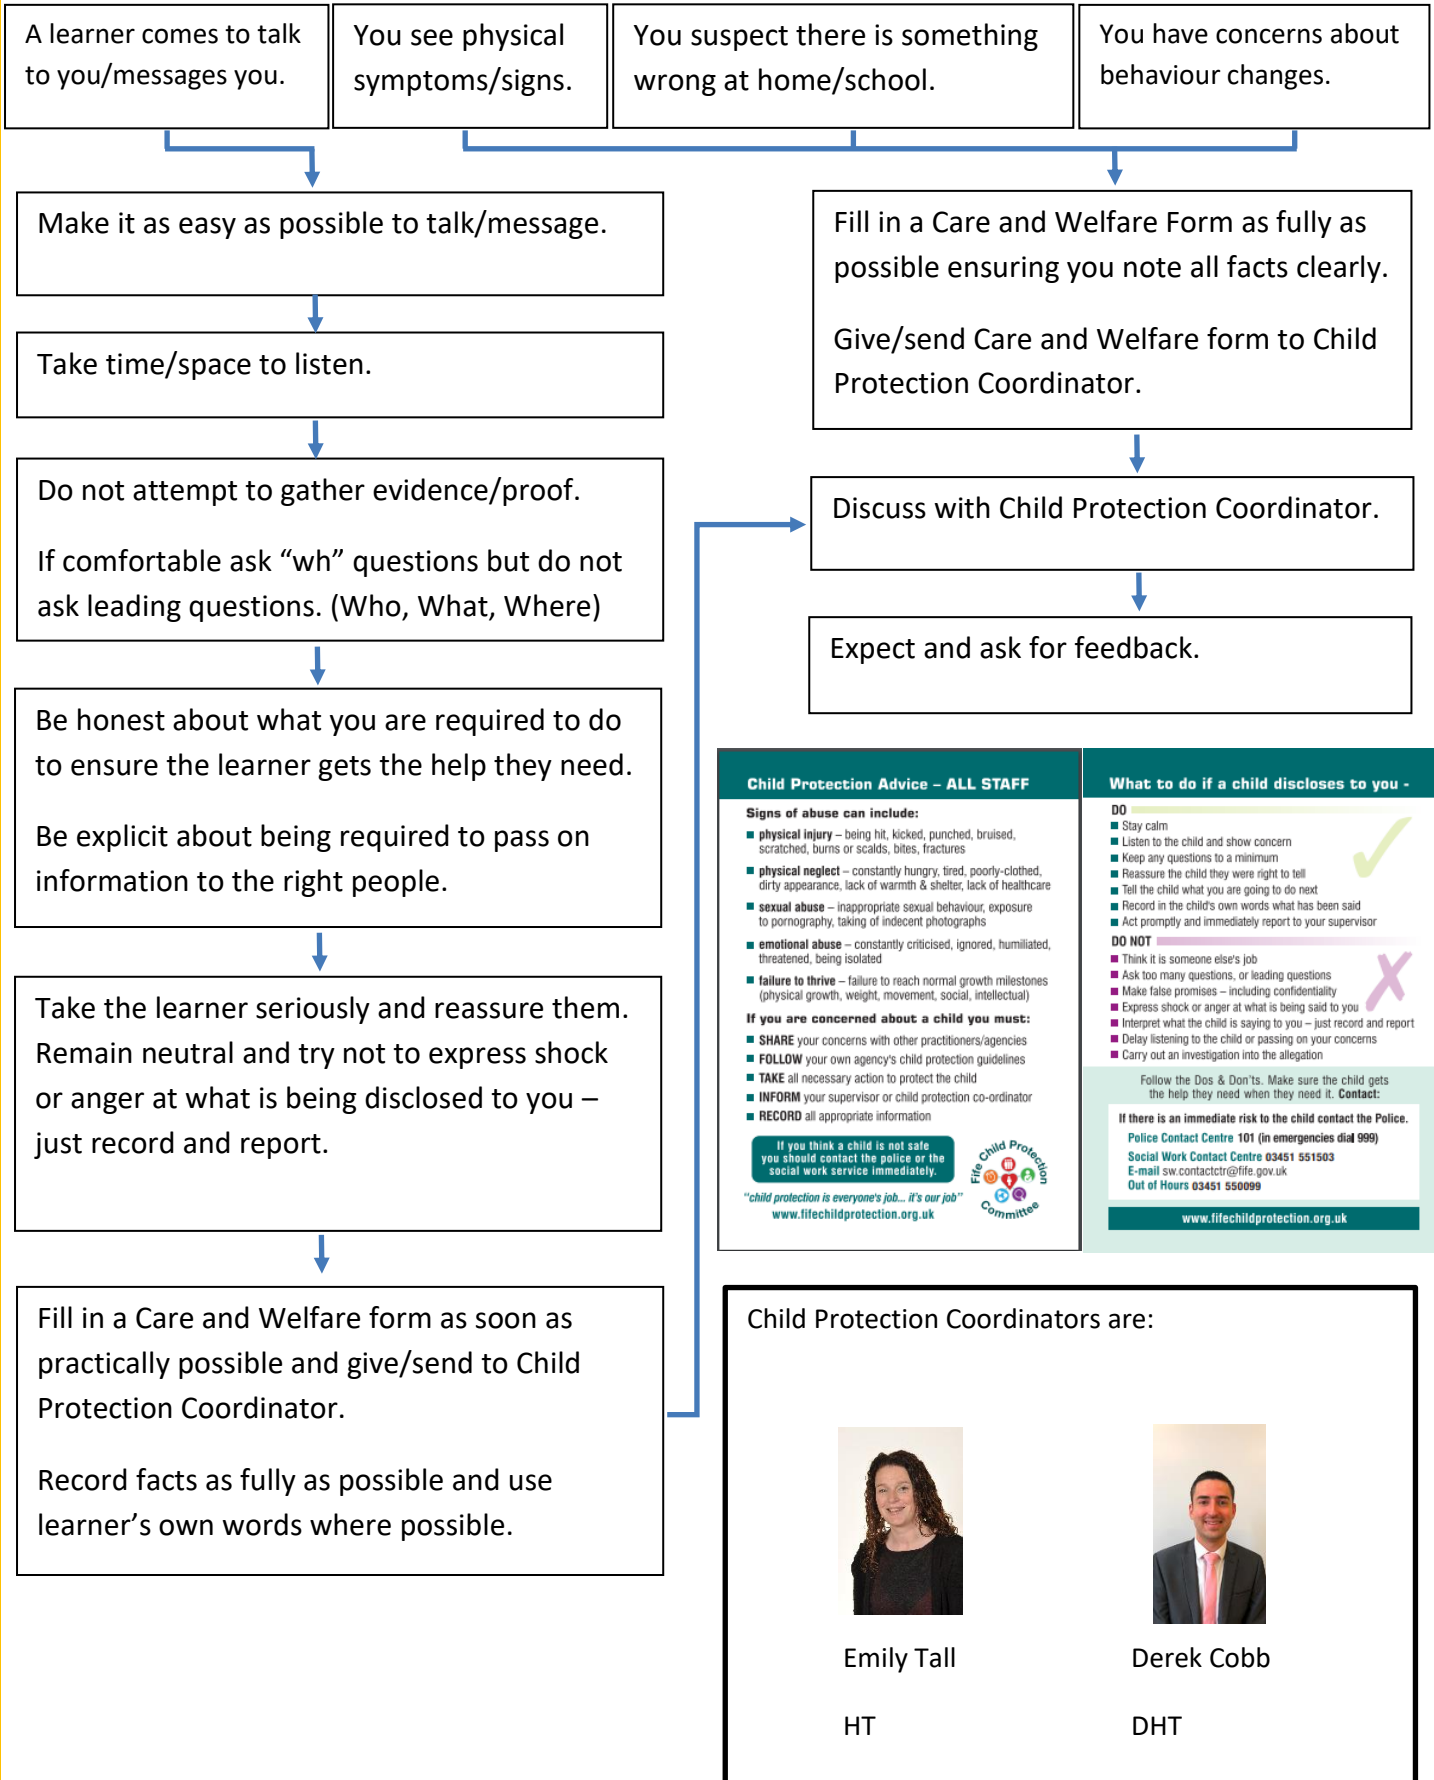 A learner comes to talk
to you/messages you.
You see physical
symptoms/signs.
You suspect there is something
wrong at home/school.
You have concerns about
behaviour changes.
Make it as easy as possible to talk/message.
Take time/space to listen.
Do not attempt to gather evidence/proof.
If comfortable ask “wh” questions but do not
ask leading questions. (Who, What, Where)
Be honest about what you are required to do
to ensure the learner gets the help they need.
Be explicit about being required to pass on
information to the right people.
Take the learner seriously and reassure them.
Remain neutral and try not to express shock
or anger at what is being disclosed to you –
just record and report.
Fill in a Care and Welfare form as soon as
practically possible and give/send to Child
Protection Coordinator.
Record facts as fully as possible and use
learner’s own words where possible.
Fill in a Care and Welfare Form as fully as
possible ensuring you note all facts clearly.
Give/send Care and Welfare form to Child
Protection Coordinator.
Discuss with Child Protection Coordinator.
Expect and ask for feedback.
Child Protection Advice – ALL STAFF
Signs of abuse can include:
physical injury – being hit, kicked, punched, bruised,
scratched, burns or scalds, bites, fractures
physical neglect – constantly hungry, tired, poorly-clothed,
dirty appearance, lack of warmth & shelter, lack of healthcare
sexual abuse – inappropriate sexual behaviour, exposure
to pornography, taking of indecent photographs
emotional abuse – constantly criticised, ignored, humiliated,
threatened, being isolated
failure to thrive – failure to reach normal growth milestones
(physical growth, weight, movement, social, intellectual)
If you are concerned about a child you must:
SHARE your concerns with other practitioners/agencies
FOLLOW your own agency's child protection guidelines
TAKE all necessary action to protect the child
INFORM your supervisor or child protection co-ordinator
RECORD all appropriate information
If you think a child is not safe
you should contact the police or the
social work service immediately.
"child protection is everyone's job... it's our job"
www.fifechildprotection.org.uk
Fife Child Protection
Committee
What to do if a child discloses to you -
DO
Stay calm
Listen to the child and show concern
Keep any questions to a minimum
Reassure the child they were right to tell
Tell the child what you are going to do next
Record in the child's own words what has been said
Act promptly and immediately report to your supervisor
DO NOT
Think it is someone else's job
Ask too many questions, or leading questions
Make false promises – including confidentiality
Express shock or anger at what is being said to you
Interpret what the child is saying to you – just record and report
Delay listening to the child or passing on your concerns
Carry out an investigation into the allegation
Follow the Dos & Don'ts. Make sure the child gets
the help they need when they need it. Contact:
If there is an immediate risk to the child contact the Police.
Police Contact Centre 101 (in emergencies dial 999)
Social Work Contact Centre 03451 551503
E-mail sw.contactctr@fife.gov.uk
Out of Hours 03451 550099
www.fifechildprotection.org.uk
Child Protection Coordinators are:
Emily Tall
Derek Cobb
HT
DHT